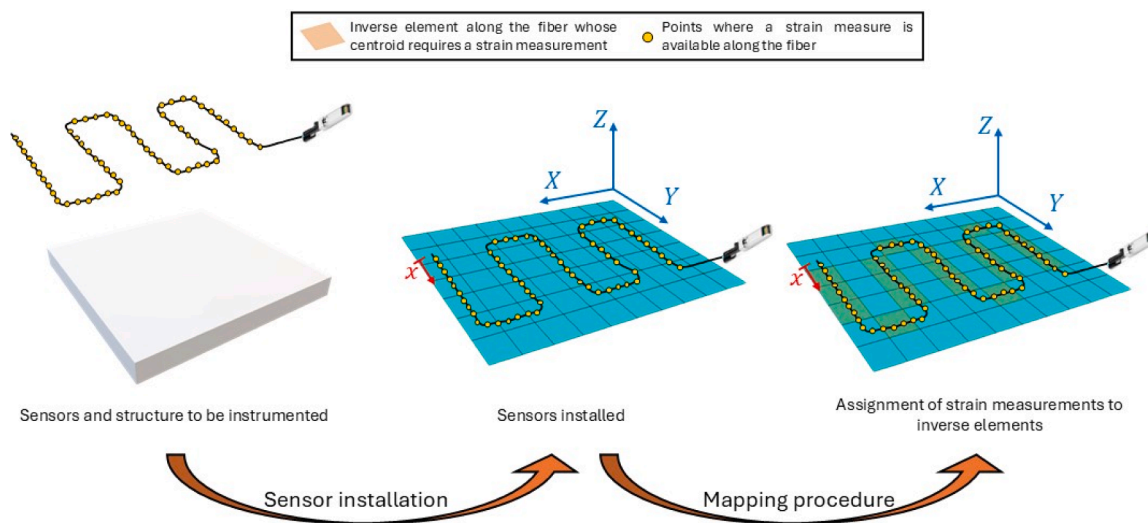 Inverse element along the fiber whose
centroid requires a strain measurement
Points where a strain measure is
available along the fiber
Z
X
Y
x
Z
X
Y
x
Sensors and structure to be instrumented
Sensors installed
Assignment of strain measurements to
inverse elements
Sensor installation
Mapping procedure